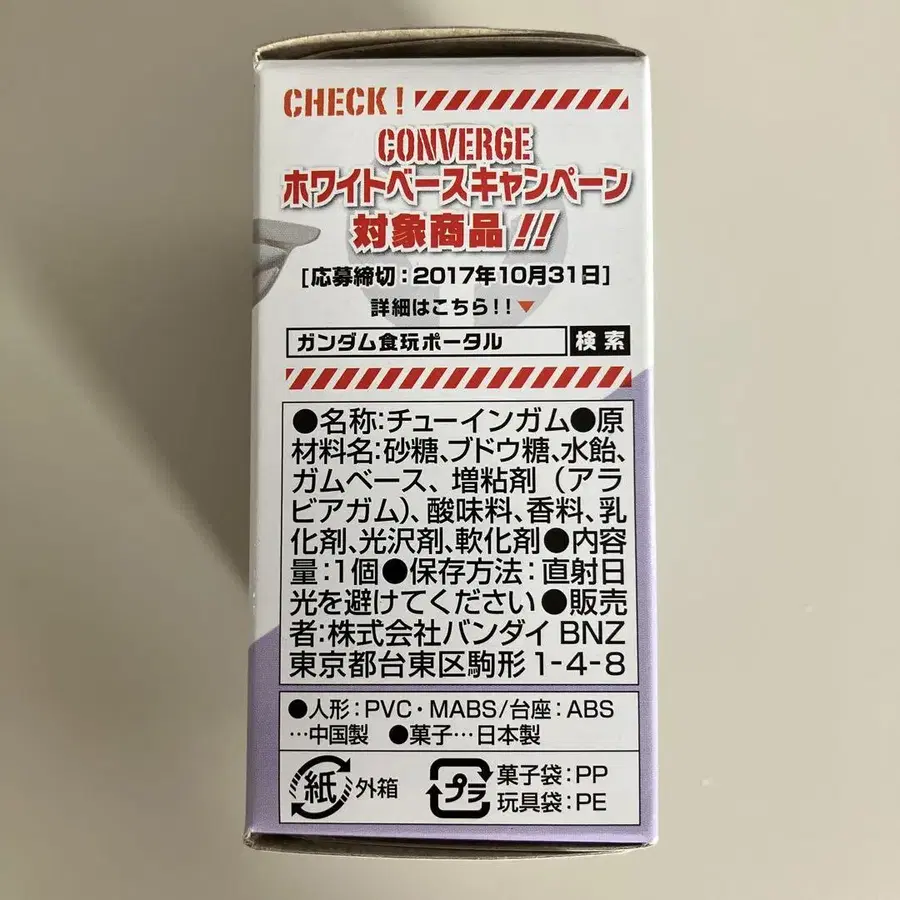 CHECK!
CONVERGE
ホワイトベースキャンペーン
対象商品!!
[応募締切:2017年10月31日]
詳細はこちら!!▼
ガンダム食玩ポータル 検索
●名称:チューインガム●原
材料名:砂糖、ブドウ糖、水飴、
ガムベース、増粘剤(アラ
ビアガム)、酸味料、香料、乳
化剤、光沢剤、軟化剤●内容
量:1個●保存方法:直射日
光を避けてください●販売
者:株式会社バンダイ BNZ
東京都台東区駒形1-4-8
●人形:PVC・MABS/台座:ABS
…中国製 ●菓子…日本製
紙 外箱
プラ 菓子袋:PP
玩具袋:PE